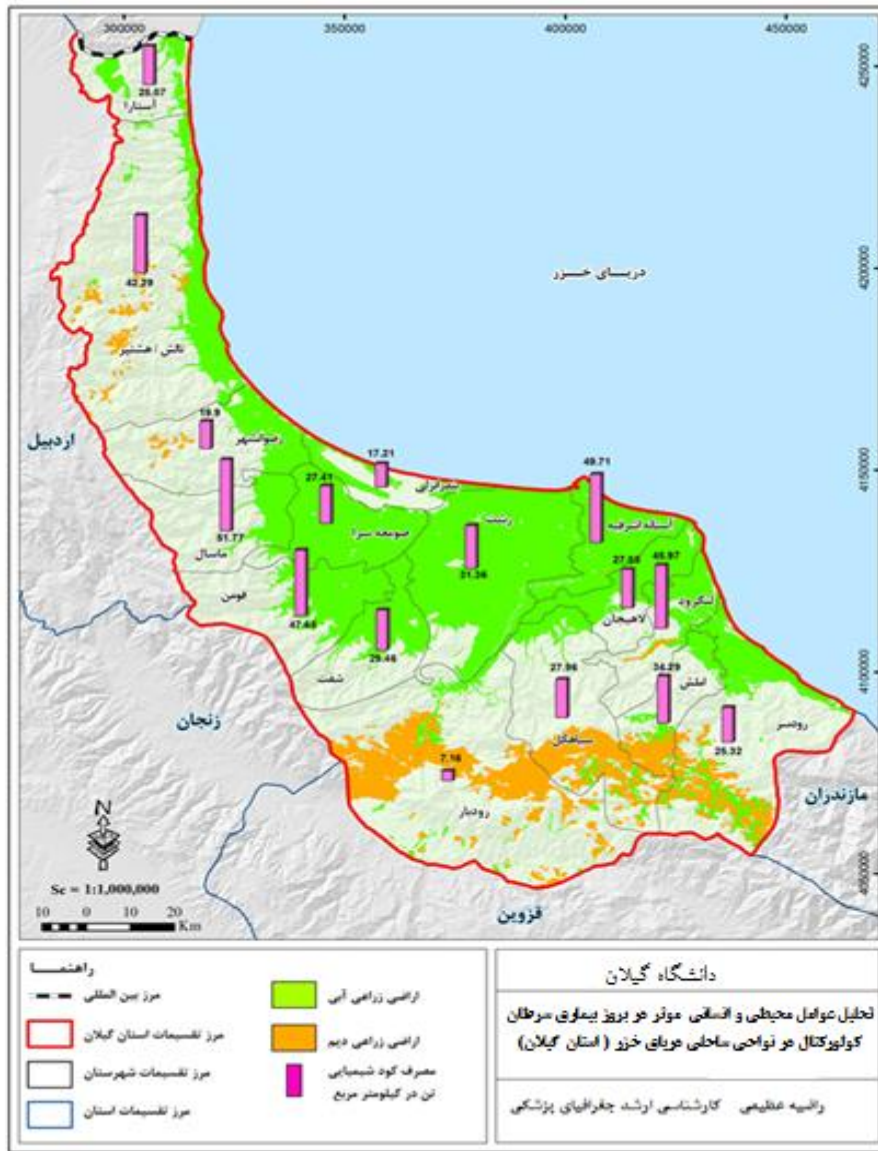 300000
350000
400000
450000
4250000
25.07
آستارا
4200000
42.29
دریای خزر
تالش / هشتپر
اردبیل
19.9
رضوانشهر
17.21
بندرانزلی
49.71
4150000
27.41
51.77
ماسال
صومعه سرا
رشت
31.36
آستانه اشرفیه
45.97
لنگرود
لاهیجان
فومن
29.46
شفت
27.96
34.29
املش
4100000
زنجان
سیاهکل
رودسر
25.32
مازندران
7.16
رودبار
N
Sc = 1:1,000,000
10 0 10 20
Km
4050000
قزوین
راهنمــا
مرز بین المللی
مرز تقسیمات استان گیلان
مرز تقسیمات شهرستان
مرز تقسیمات استان
اراضی زراعی آبی
اراضی زراعی دیم
مصرف کود شیمیایی
تن در کیلومتر مربع
دانشگاه گیلان
تحلیل عوامل محیطی و انسانی موثر در بروز بیماری سرطان
کولورکتال در نواحی ساحلی دریای خزر ( استان گیلان)
راضیه عظیمی کارشناسی ارشد جغرافیای پزشکی